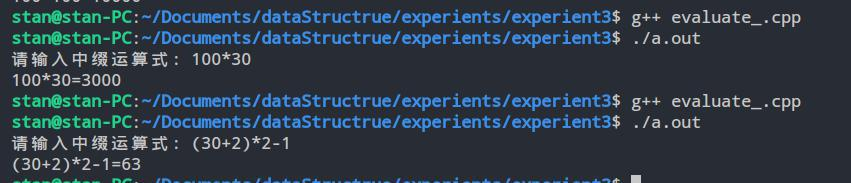 100*100=10000
stan@stan-PC:~/Documents/dataStructrue/experients/experient3$ g++ evaluate_.cpp
stan@stan-PC:~/Documents/dataStructrue/experients/experient3$ ./a.out
请输入中缀运算式：100*30
100*30=3000
stan@stan-PC:~/Documents/dataStructrue/experients/experient3$ g++ evaluate_.cpp
stan@stan-PC:~/Documents/dataStructrue/experients/experient3$ ./a.out
请输入中缀运算式：(30+2)*2-1
(30+2)*2-1=63
stan@stan-PC:~/Documents/dataStructrue/experients/experient3$